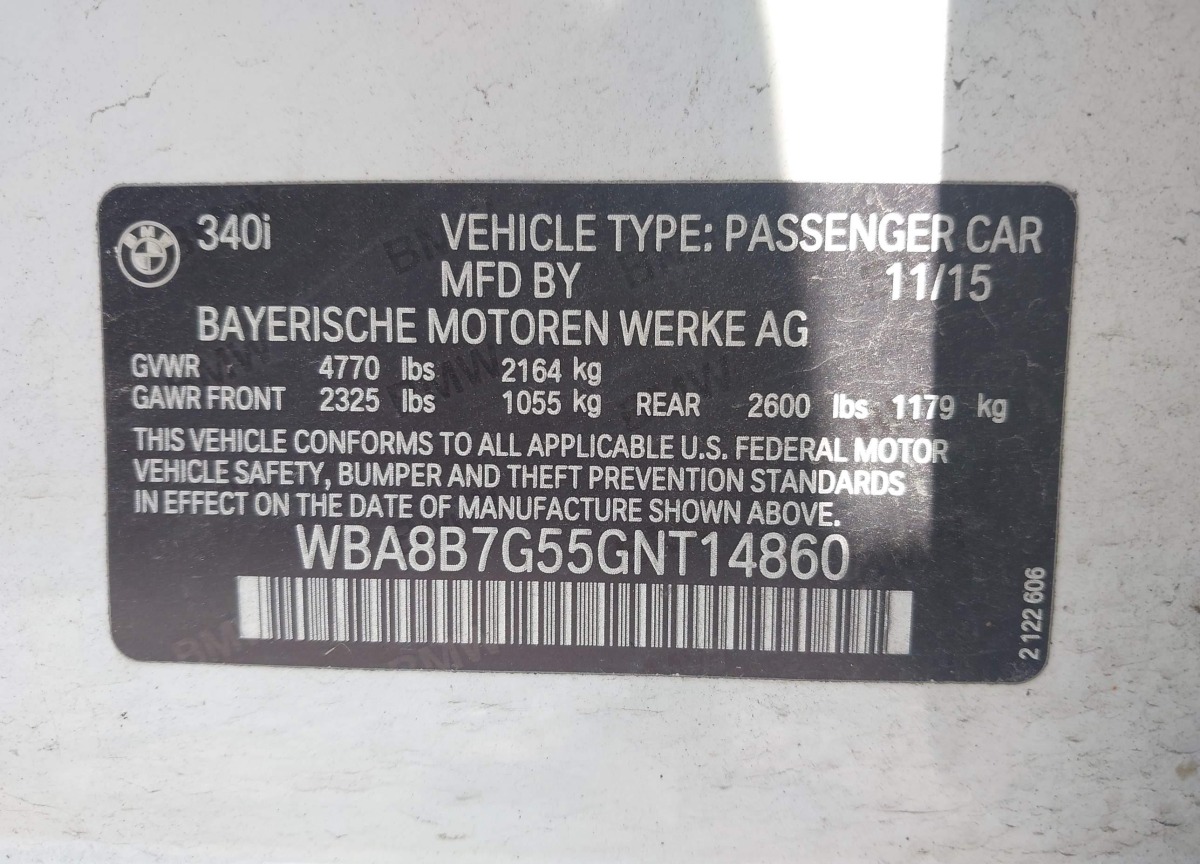 340i VEHICLE TYPE: PASSENGER CAR
MFD BY 11/15
BAYERISCHE MOTOREN WERKE AG
GVWR 4770 lbs 2164 kg
GAWR FRONT 2325 lbs 1055 kg REAR 2600 lbs 1179 kg
THIS VEHICLE CONFORMS TO ALL APPLICABLE U.S. FEDERAL MOTOR
VEHICLE SAFETY, BUMPER AND THEFT PREVENTION STANDARDS
IN EFFECT ON THE DATE OF MANUFACTURE SHOWN ABOVE.
WBA8B7G55GNT14860
2 122 606